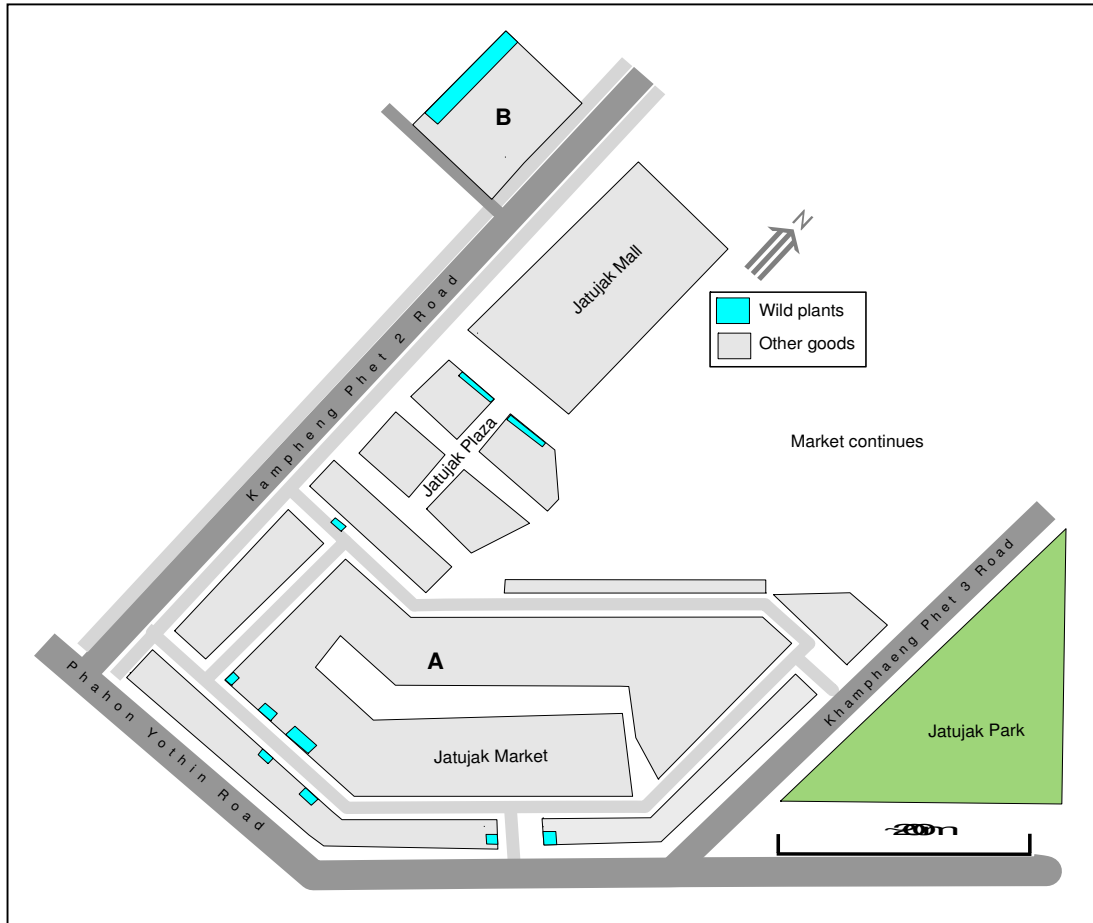 B
N
Jatujak Mall
Wild plants
Other goods
Kampheng Phet 2 Road
Jatujak Plaza
Market continues
A
Khamphaeng Phet 3 Road
Phahon Yothin Road
Jatujak Market
Jatujak Park